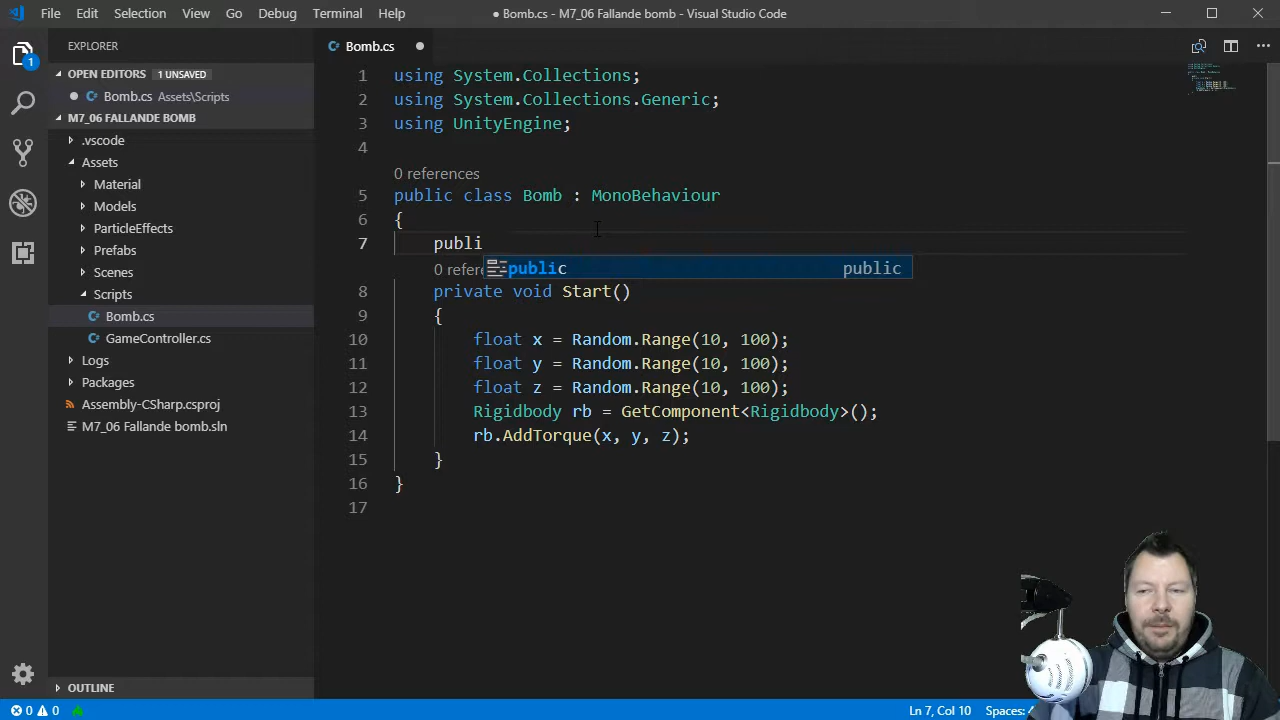 File Edit Selection View Go Debug Terminal Help
● Bomb.cs - M7_06 Fallande bomb - Visual Studio Code
EXPLORER
OPEN EDITORS 1 UNSAVED
Bomb.cs Assets\Scripts
M7_06 FALLANDE BOMB
.vscode
Assets
Material
Models
ParticleEffects
Prefabs
Scenes
Scripts
Bomb.cs
GameController.cs
Logs
Packages
Assembly-CSharp.csproj
M7_06 Fallande bomb.sln
OUTLINE
1
Bomb.cs
1 using System.Collections;
2 using System.Collections.Generic;
3 using UnityEngine;
4
0 references
5 public class Bomb : MonoBehaviour
6 {
7 publi
public public
0 refere
8 private void Start()
9 {
10 float x = Random.Range(10, 100);
11 float y = Random.Range(10, 100);
12 float z = Random.Range(10, 100);
13 Rigidbody rb = GetComponent<Rigidbody>();
14 rb.AddTorque(x, y, z);
15 }
16 }
17
0 0
Ln 7, Col 10 Spaces: